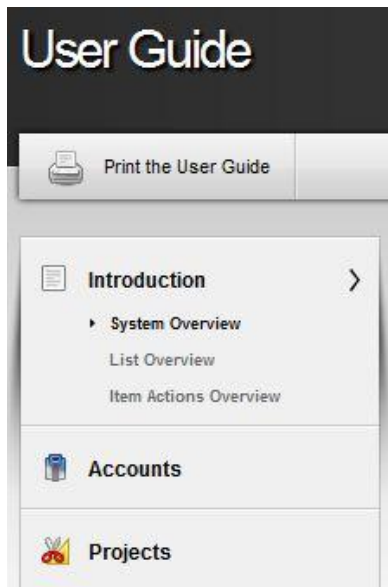 User Guide
Print the User Guide
Introduction
System Overview
List Overview
Item Actions Overview
Accounts
Projects